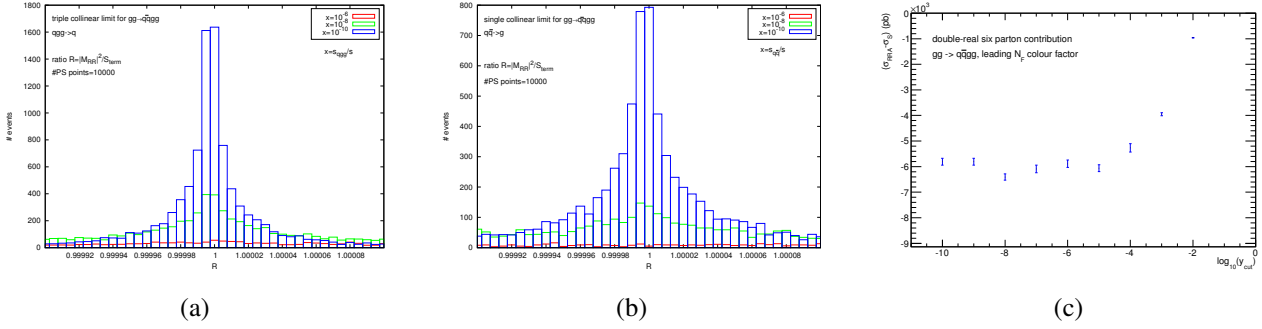 triple collinear limit for gg→q̄qgg
qgg->q
ratio R=|M_RR|²/S_term
#PS points=10000
x=10⁻⁶
x=10⁻⁸
x=10⁻¹⁰
x=s_qgg/s
# events
1800
1600
1400
1200
1000
800
600
400
200
0
0.99992 0.99994 0.99996 0.99998 1 1.00002 1.00004 1.00006 1.00008
R
(a)
single collinear limit for gg→q̄qgg
qq̄->g
ratio R=|M_RR|²/S_term
#PS points=10000
x=10⁻⁶
x=10⁻⁸
x=10⁻¹⁰
x=s_qq̄/s
# events
800
700
600
500
400
300
200
100
0
0.99992 0.99994 0.99996 0.99998 1 1.00002 1.00004 1.00006 1.00008
R
(b)
×10³
(σ_RRA-σ_S) (pb)
double-real six parton contribution
gg -> qq̄gg, leading N_F colour factor
0
-1
-2
-3
-4
-5
-6
-7
-8
-9
-10 -8 -6 -4 -2 0
log₁₀(y_cut)
(c)